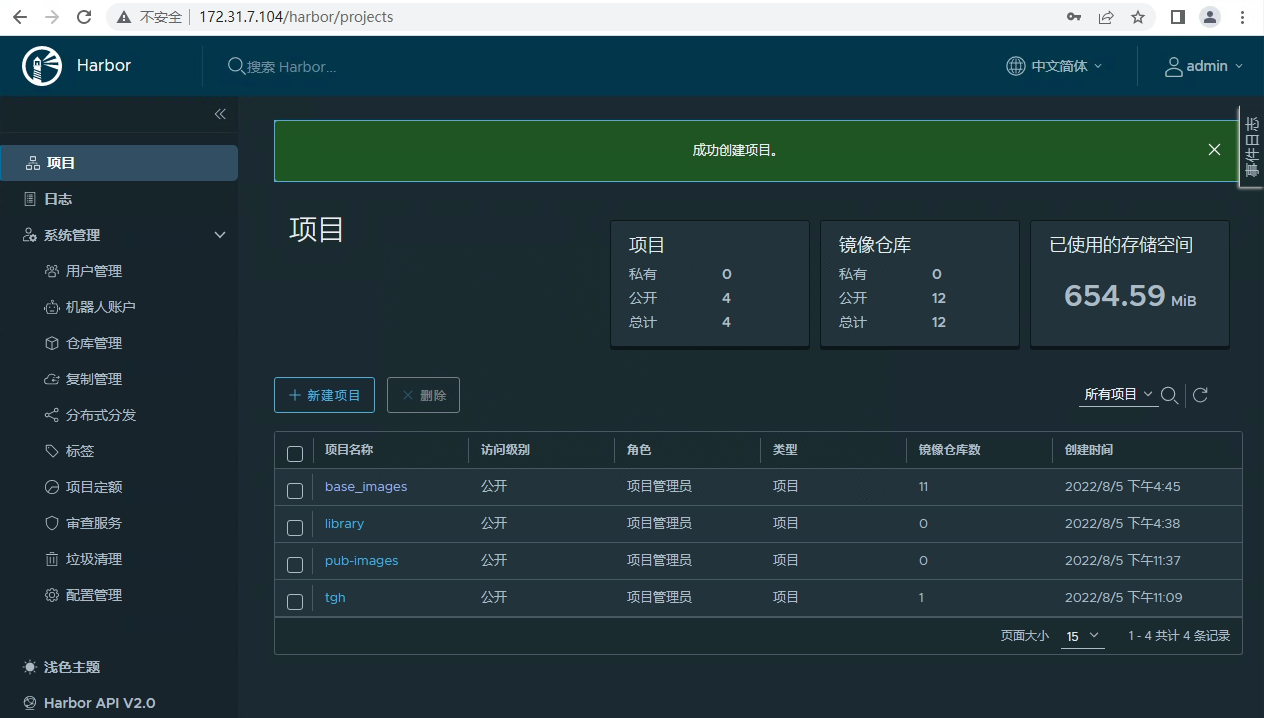 不安全 172.31.7.104/harbor/projects
Harbor 搜索 Harbor... 中文简体 admin
事件日志
成功创建项目。
项目
日志
系统管理
用户管理
机器人账户
仓库管理
复制管理
分布式分发
标签
项目定额
审查服务
垃圾清理
配置管理
浅色主题
Harbor API V2.0
项目
项目
私有 0
公开 4
总计 4
镜像仓库
私有 0
公开 12
总计 12
已使用的存储空间
654.59 MiB
新建项目 删除 所有项目
项目名称 访问级别 角色 类型 镜像仓库数 创建时间
base_images 公开 项目管理员 项目 11 2022/8/5 下午4:45
library 公开 项目管理员 项目 0 2022/8/5 下午4:38
pub-images 公开 项目管理员 项目 0 2022/8/5 下午11:37
tgh 公开 项目管理员 项目 1 2022/8/5 下午11:09
页面大小 15 1 - 4 共计 4 条记录